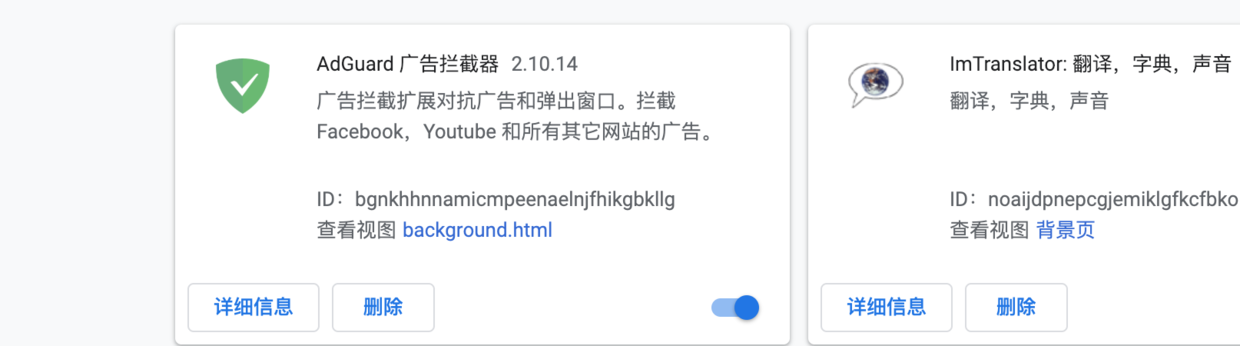 AdGuard 广告拦截器 2.10.14
广告拦截扩展对抗广告和弹出窗口。拦截
Facebook，Youtube 和所有其它网站的广告。
ID：bgnkhhnnamicmpeenaelnjfhikgbkllg
查看视图 background.html
详细信息 删除
ImTranslator: 翻译，字典，声音
翻译，字典，声音
ID：noaijdpnepcgjemiklgfkcfbko
查看视图 背景页
详细信息 删除